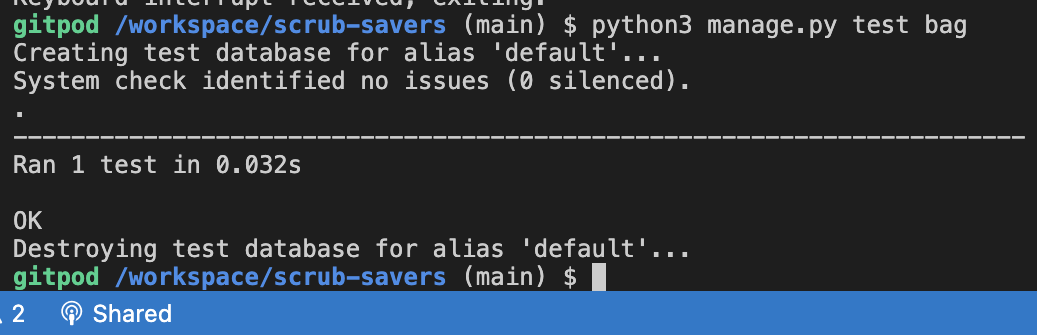 Keyboard interrupt received, exiting.
gitpod /workspace/scrub-savers (main) $ python3 manage.py test bag
Creating test database for alias 'default'...
System check identified no issues (0 silenced).
.
----------------------------------------------------------------------
Ran 1 test in 0.032s
OK
Destroying test database for alias 'default'...
gitpod /workspace/scrub-savers (main) $
2 Shared